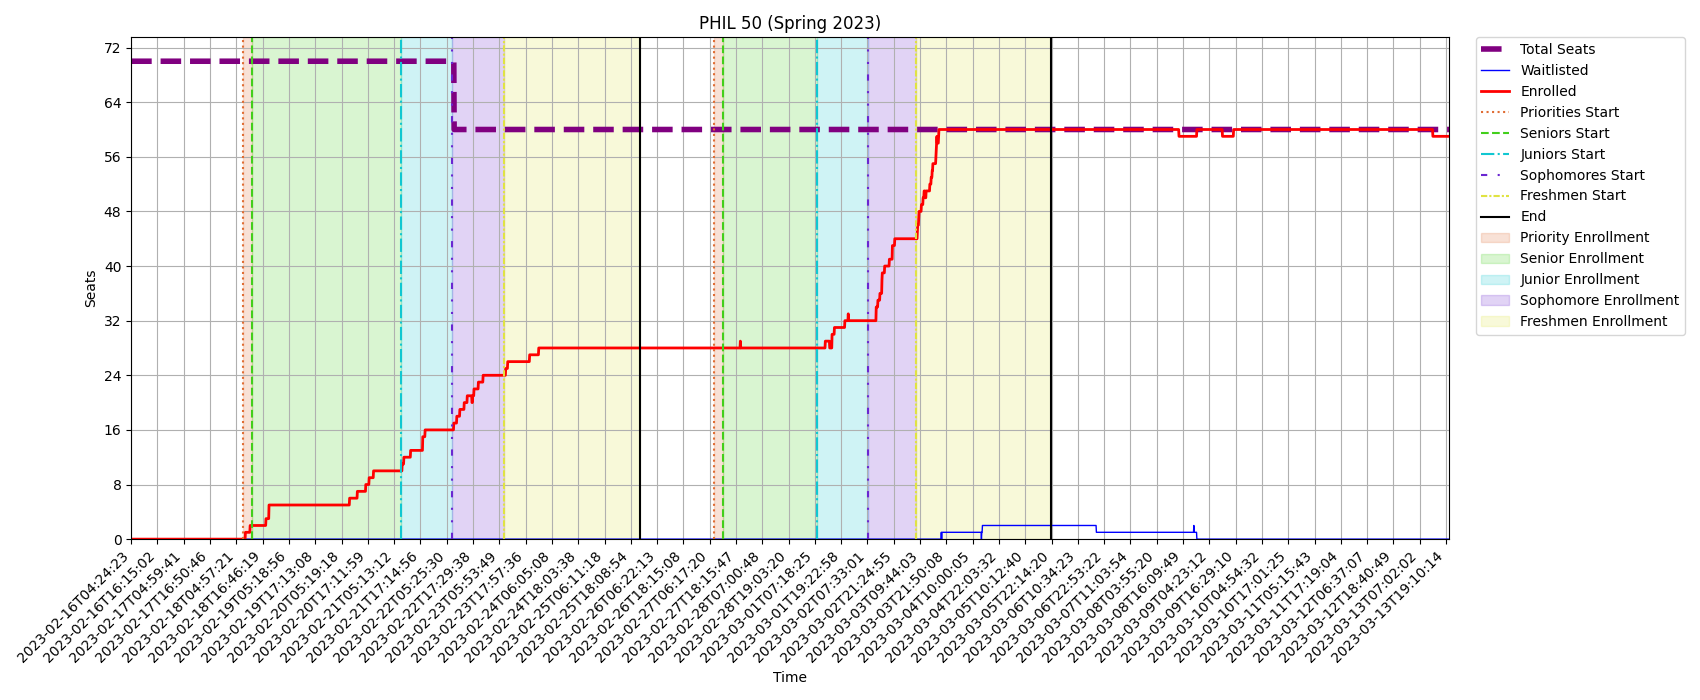 PHIL 50 (Spring 2023)
72
64
56
48
40
32
24
16
8
0
Seats
2023-02-16T04:24:23
2023-02-16T16:15:02
2023-02-17T04:59:41
2023-02-17T16:50:46
2023-02-18T04:57:21
2023-02-18T16:46:19
2023-02-19T05:18:56
2023-02-19T17:13:08
2023-02-20T05:19:18
2023-02-20T17:11:59
2023-02-21T05:13:12
2023-02-21T17:14:56
2023-02-22T05:25:30
2023-02-22T17:29:38
2023-02-23T05:53:49
2023-02-23T17:57:36
2023-02-24T06:05:08
2023-02-24T18:03:38
2023-02-25T06:11:18
2023-02-25T18:08:54
2023-02-26T06:22:13
2023-02-26T18:15:08
2023-02-27T06:17:20
2023-02-27T18:15:47
2023-02-28T07:00:48
2023-02-28T19:03:20
2023-03-01T07:18:25
2023-03-01T19:22:58
2023-03-02T07:33:01
2023-03-02T21:24:55
2023-03-03T09:44:03
2023-03-03T21:50:09
2023-03-04T10:00:05
2023-03-04T22:03:32
2023-03-05T10:12:40
2023-03-05T22:14:20
2023-03-06T10:34:23
2023-03-06T22:53:22
2023-03-07T11:03:54
2023-03-08T03:55:20
2023-03-08T16:09:49
2023-03-09T04:23:12
2023-03-09T16:29:10
2023-03-10T04:54:32
2023-03-10T17:01:25
2023-03-11T05:15:43
2023-03-11T17:19:04
2023-03-12T06:37:07
2023-03-12T18:40:49
2023-03-13T07:02:02
2023-03-13T19:10:14
Time
Total Seats
Waitlisted
Enrolled
Priorities Start
Seniors Start
Juniors Start
Sophomores Start
Freshmen Start
End
Priority Enrollment
Senior Enrollment
Junior Enrollment
Sophomore Enrollment
Freshmen Enrollment